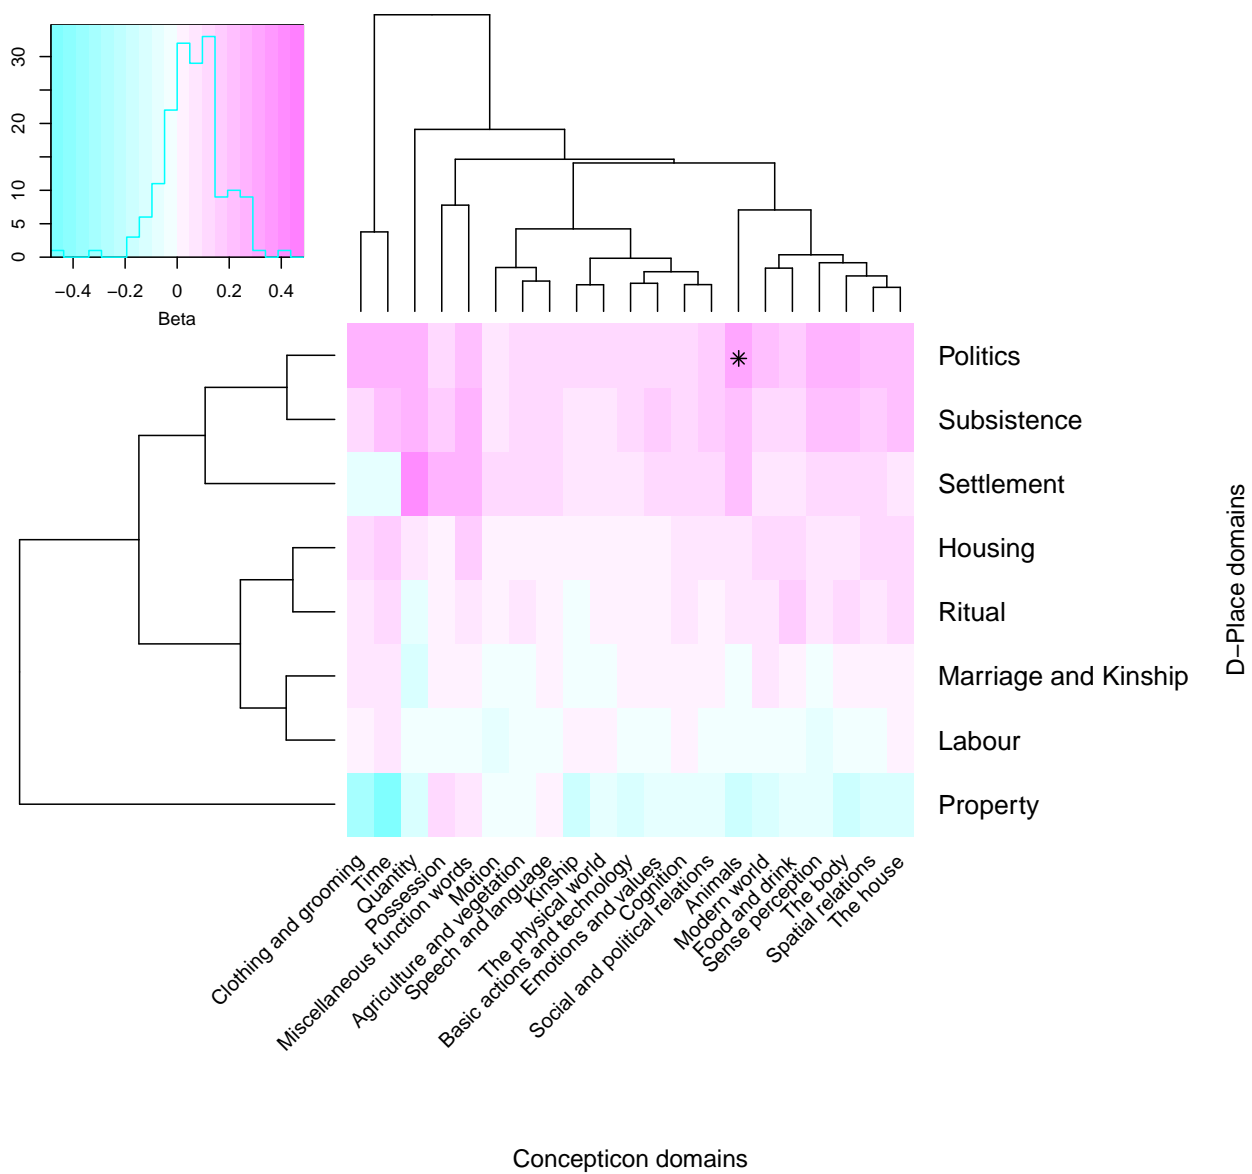 30
20
10
5
0
−0.4 −0.2 0 0.2 0.4
Beta
Politics
Subsistence
Settlement
Housing
Ritual
Marriage and Kinship
Labour
Property
D−Place domains
Clothing and grooming
Time
Quantity
Possession
Miscellaneous function words
Motion
Agriculture and vegetation
Speech and language
Kinship
The physical world
Basic actions and technology
Emotions and values
Cognition
Social and political relations
Animals
Modern world
Food and drink
Sense perception
The body
Spatial relations
The house
Concepticon domains